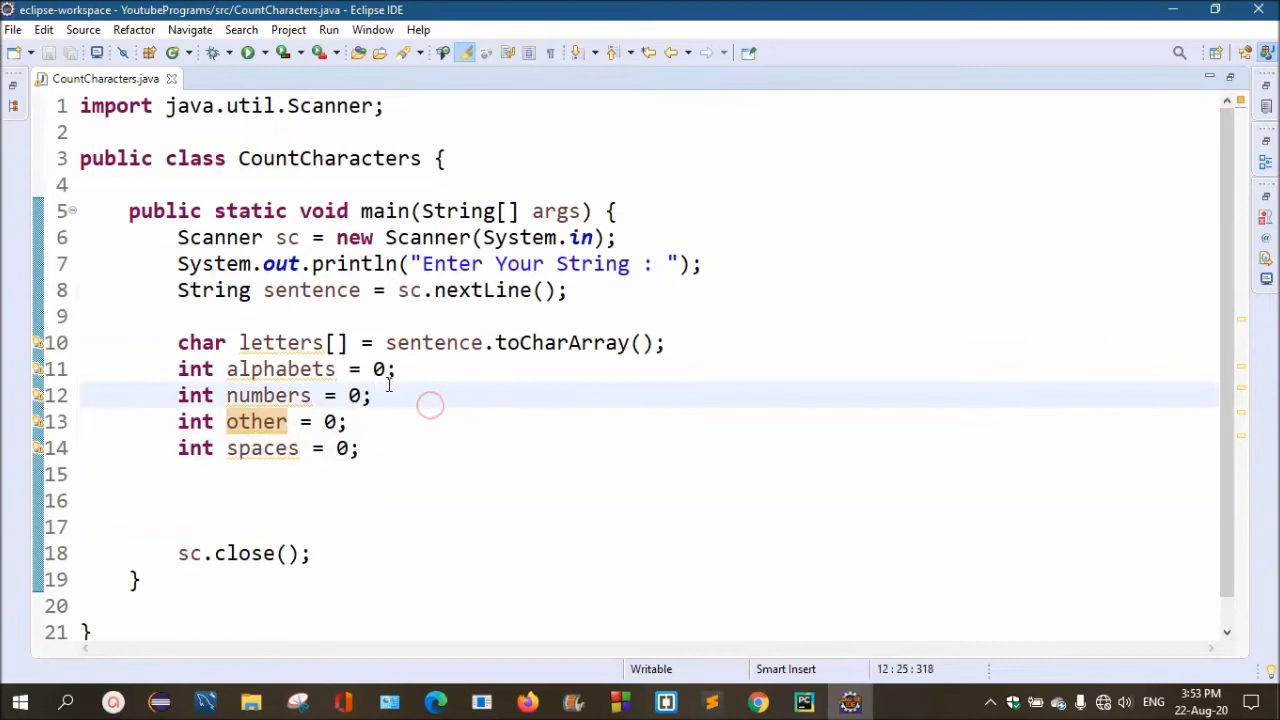 eclipse-workspace - YoutubePrograms/src/CountCharacters.java - Eclipse IDE
File Edit Source Refactor Navigate Search Project Run Window Help
CountCharacters.java
1 import java.util.Scanner;
2
3 public class CountCharacters {
4
5 public static void main(String[] args) {
6 Scanner sc = new Scanner(System.in);
7 System.out.println("Enter Your String : ");
8 String sentence = sc.nextLine();
9
10 char letters[] = sentence.toCharArray();
11 int alphabets = 0;
12 int numbers = 0;
13 int other = 0;
14 int spaces = 0;
15
16
17
18 sc.close();
19 }
20
21 }
Writable Smart Insert 12 : 25 : 318
ENG
3:53 PM
22-Aug-20